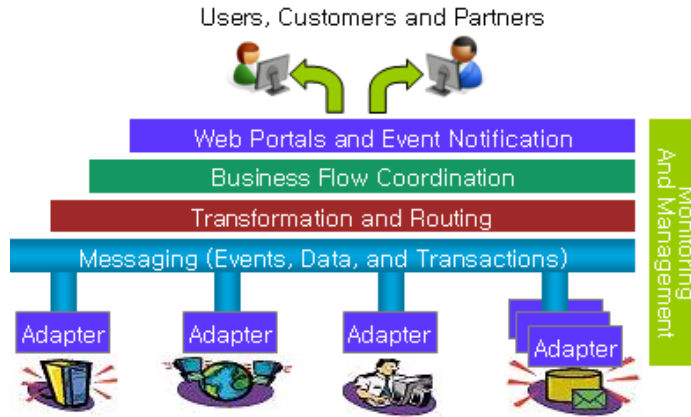 Users, Customers and Partners
Web Portals and Event Notification
Business Flow Coordination
Transformation and Routing
Messaging (Events, Data, and Transactions)
Monitoring
And Management
Adapter
Adapter
Adapter
Adapter